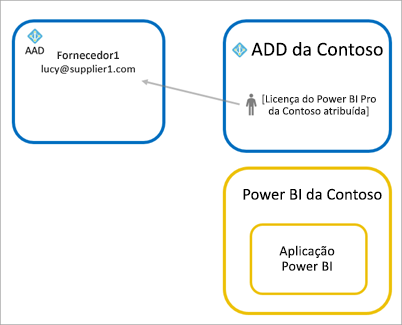 AAD
Fornecedor1
lucy@supplier1.com
ADD da Contoso
[Licença do Power BI Pro
da Contoso atribuída]
Power BI da Contoso
Aplicação
Power BI